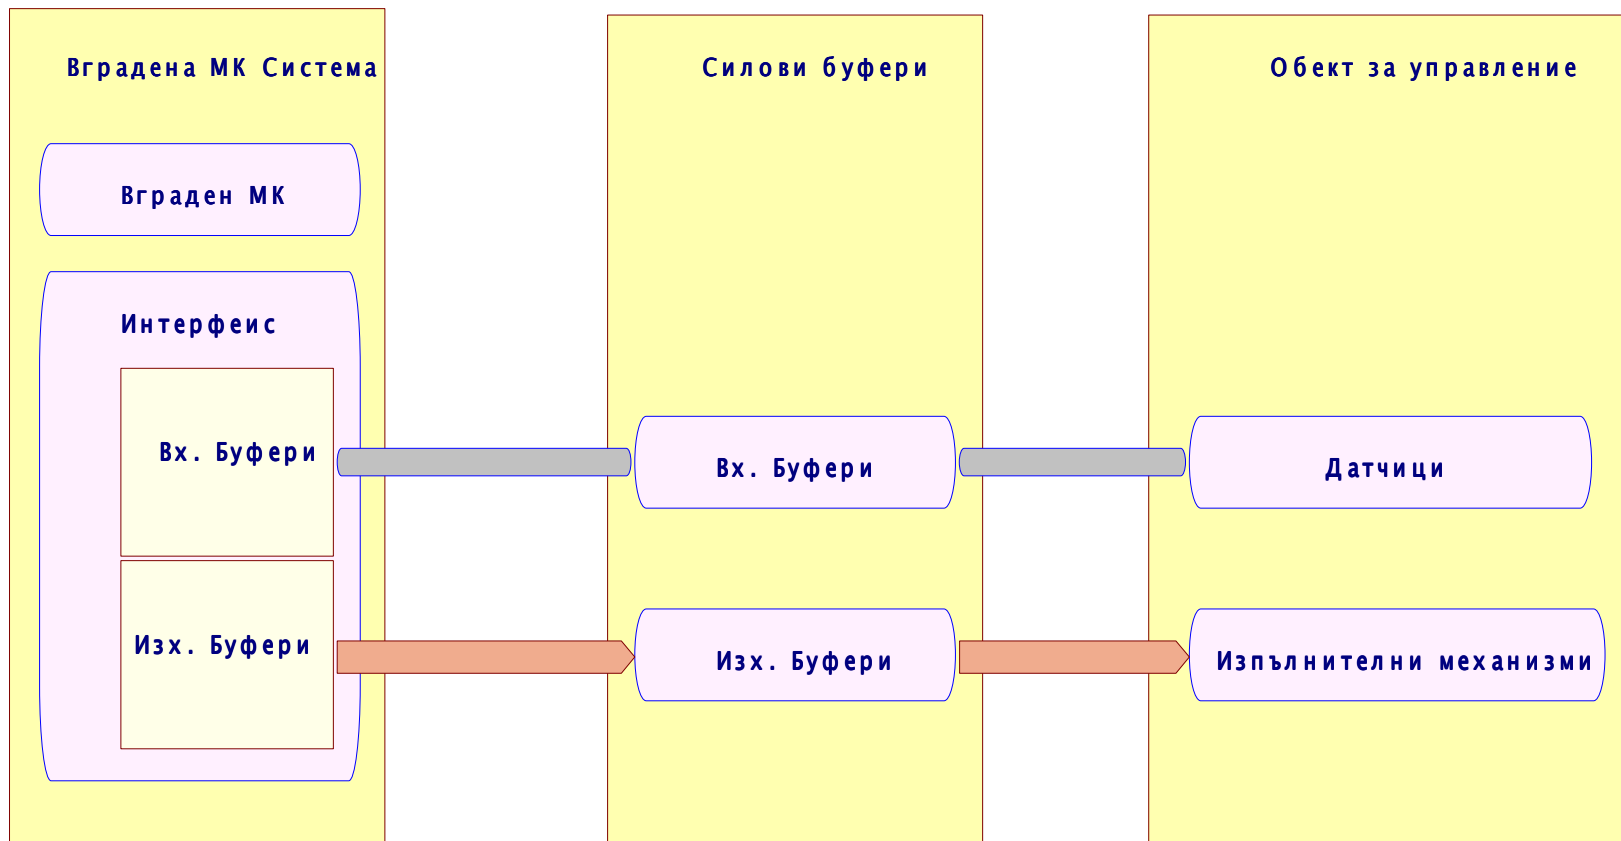 Вградена МК Система
Силови буфери
Обект за управление
Вграден МК
Интерфеис
Вх. Буфери
Вх. Буфери
Датчици
Изх. Буфери
Изх. Буфери
Изпълнителни механизми